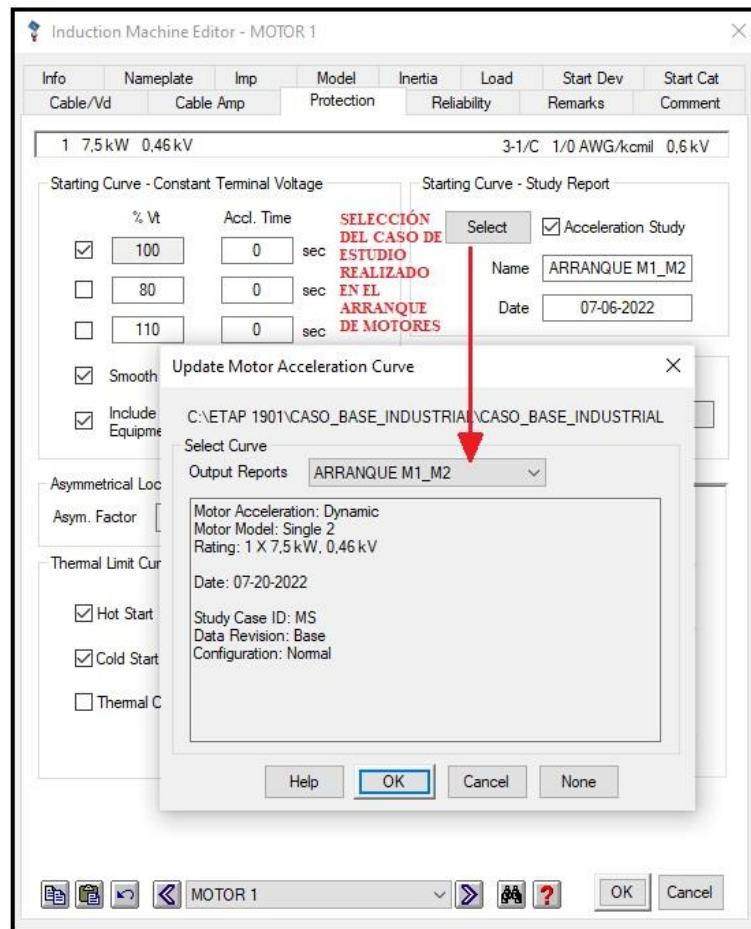 Induction Machine Editor - MOTOR 1
Info Nameplate Imp Model Inertia Load Start Dev Start Cat
Cable/Vd Cable Amp Protection Reliability Remarks Comment
1 7,5 kW 0,46 kV 3-1/C 1/0 AWG/kcmil 0,6 kV
Starting Curve - Constant Terminal Voltage
% Vt Accl. Time
100 0 sec
80 0 sec
110 0 sec
Smooth
Include
Equipme
SELECCIÓN
DEL CASO DE
ESTUDIO
REALIZADO
EN EL
ARRANQUE
DE MOTORES
Starting Curve - Study Report
Select Acceleration Study
Name ARRANQUE M1_M2
Date 07-06-2022
Asymmetrical Loc
Asym. Factor
Thermal Limit Cur
Hot Start
Cold Start
Thermal C
Update Motor Acceleration Curve
C:\ETAP 1901\CASO_BASE_INDUSTRIAL\CASO_BASE_INDUSTRIAL
Select Curve
Output Reports ARRANQUE M1_M2
Motor Acceleration: Dynamic
Motor Model: Single 2
Rating: 1 X 7,5 kW, 0,46 kV
Date: 07-20-2022
Study Case ID: MS
Data Revision: Base
Configuration: Normal
Help OK Cancel None
MOTOR 1 ? OK Cancel